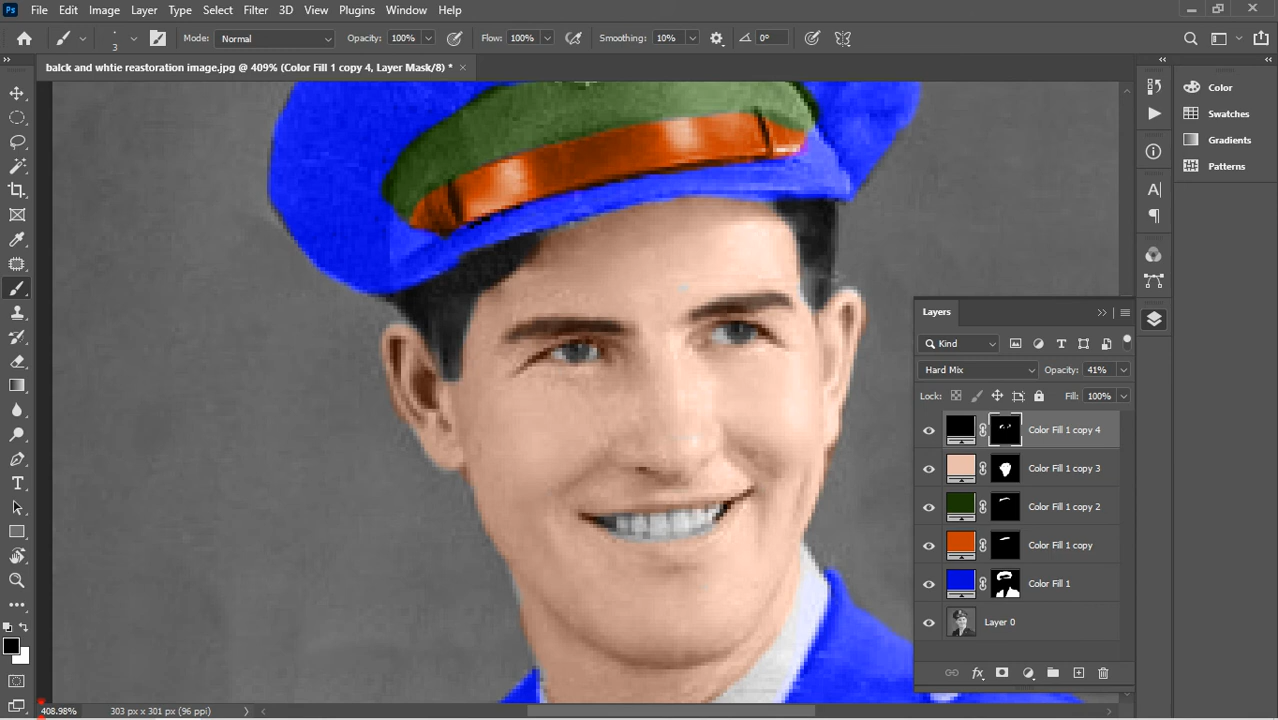 Ps File Edit Image Layer Type Select Filter 3D View Plugins Window Help
3 Mode: Normal Opacity: 100% Flow: 100% Smoothing: 10% 0°
balck and whtie reastoration image.jpg @ 409% (Color Fill 1 copy 4, Layer Mask/8) * ×
Color
Swatches
Gradients
Patterns
Layers
Kind
Hard Mix Opacity: 41%
Lock: Fill: 100%
Color Fill 1 copy 4
Color Fill 1 copy 3
Color Fill 1 copy 2
Color Fill 1 copy
Color Fill 1
Layer 0
fx
408.98% 303 px x 301 px (96 ppi)